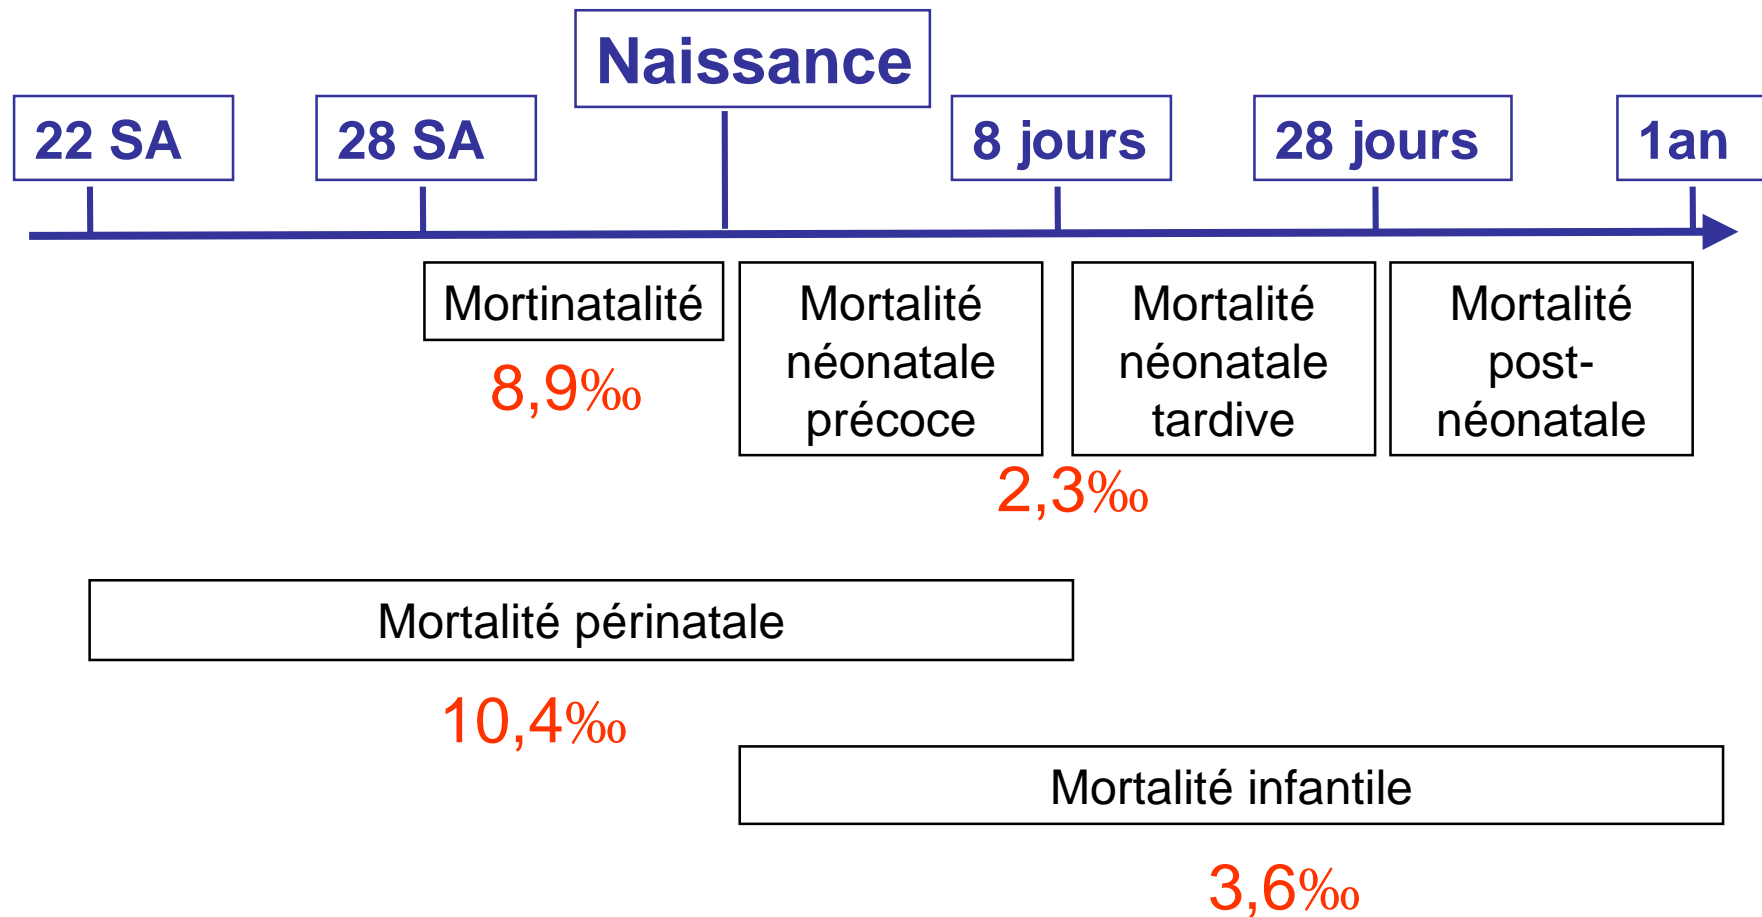 Naissance
22 SA
28 SA
8 jours
28 jours
1an
Mortinatalité
8,9‰
Mortalité
néonatale
précoce
Mortalité
néonatale
tardive
Mortalité
post-
néonatale
2,3‰
Mortalité périnatale
10,4‰
Mortalité infantile
3,6‰